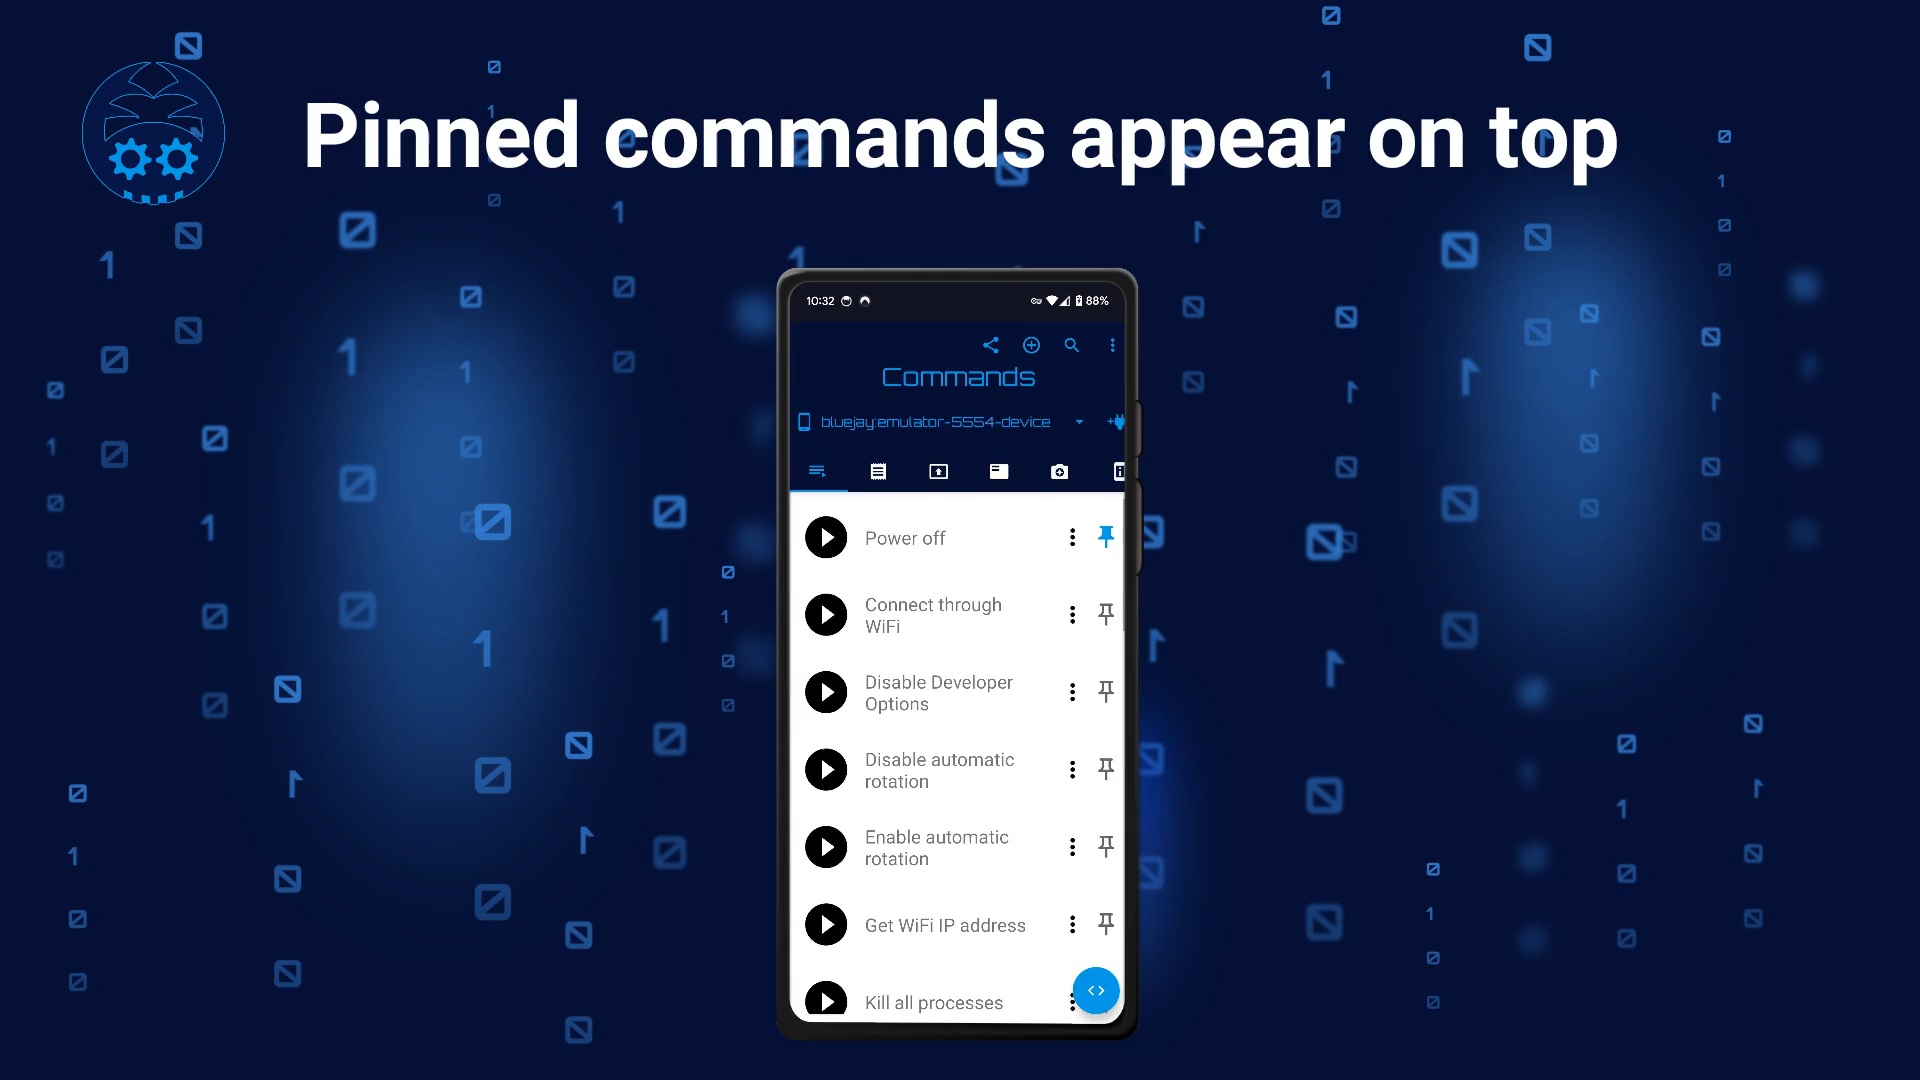 Pinned commands appear on top
10:32
88%
Commands
bluejay:emulator-5554-device
Power off
Connect through
WiFi
Disable Developer
Options
Disable automatic
rotation
Enable automatic
rotation
Get WiFi IP address
Kill all processes